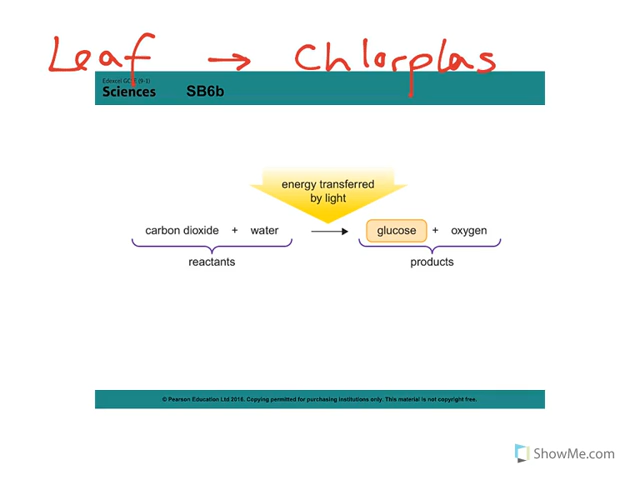 Leaf → Chlorplas
Edexcel GCSE (9-1)
Sciences SB6b
energy transferred
by light
carbon dioxide + water → glucose + oxygen
reactants products
© Pearson Education Ltd 2016. Copying permitted for purchasing institutions only. This material is not copyright free.
ShowMe.com